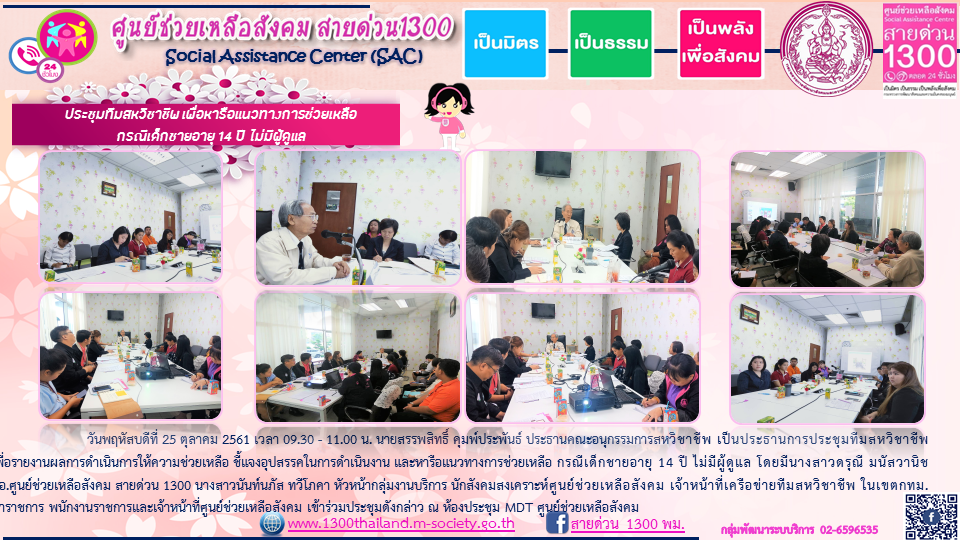 ศูนย์ช่วยเหลือสังคม สายด่วน1300
Social Assistance Center (SAC)
24
ชั่วโมง
เป็นมิตร
เป็นธรรม
เป็นพลัง
เพื่อสังคม
ศูนย์ช่วยเหลือสังคม
Social Assistance Centre
สายด่วน
1300
ตลอด 24 ชั่วโมง
เป็นมิตร เป็นธรรม เป็นพลังเพื่อสังคม
ประชุมทีมสหวิชาชีพ เพื่อหารือแนวทางการช่วยเหลือ
กรณีเด็กชายอายุ 14 ปี ไม่มีผู้ดูแล
วันพฤหัสบดีที่ 25 ตุลาคม 2561 เวลา 09.30 - 11.00 น. นายสรรพสิทธิ์ คุมพ์ประพันธ์ ประธานคณะอนุกรรมการสหวิชาชีพ เป็นประธานการประชุมทีมสหวิชาชีพ
เพื่อรายงานผลการดำเนินการให้ความช่วยเหลือ ชี้แจงอุปสรรคในการดำเนินงาน และหารือแนวทางการช่วยเหลือ กรณีเด็กชายอายุ 14 ปี ไม่มีผู้ดูแล โดยมีนางสาวดรุณี มนัสวานิช
อ.ศูนย์ช่วยเหลือสังคม สายด่วน 1300 นางสาวนันท์นภัส ทวีโภคา หัวหน้ากลุ่มงานบริการ นักสังคมสงเคราะห์ศูนย์ช่วยเหลือสังคม เจ้าหน้าที่เครือข่ายทีมสหวิชาชีพ ในเขตกทม.
ราชการ พนักงานราชการและเจ้าหน้าที่ศูนย์ช่วยเหลือสังคม เข้าร่วมประชุมดังกล่าว ณ ห้องประชุม MDT ศูนย์ช่วยเหลือสังคม
www.1300thailand.m-society.go.th
สายด่วน 1300 พม.
กลุ่มพัฒนาระบบบริการ 02-6596535